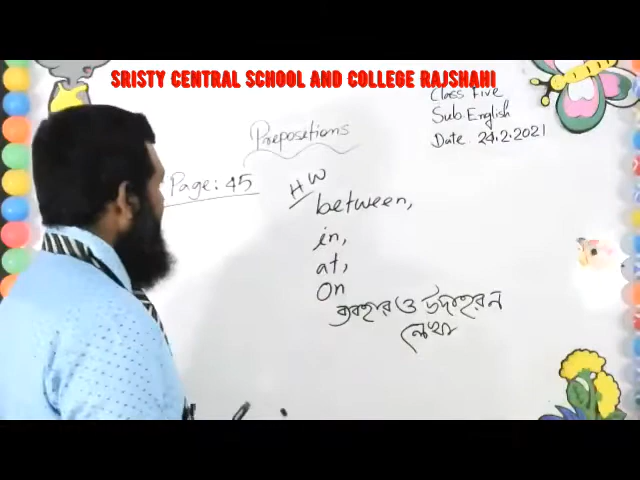 SRISTY CENTRAL SCHOOL AND COLLEGE RAJSHAHI
Class Five
Sub: English
Date 24.2.2021
Prepositions
Page: 45
HW
between,
in,
at,
On
ব্যবহার ও উদাহরন
লেখা